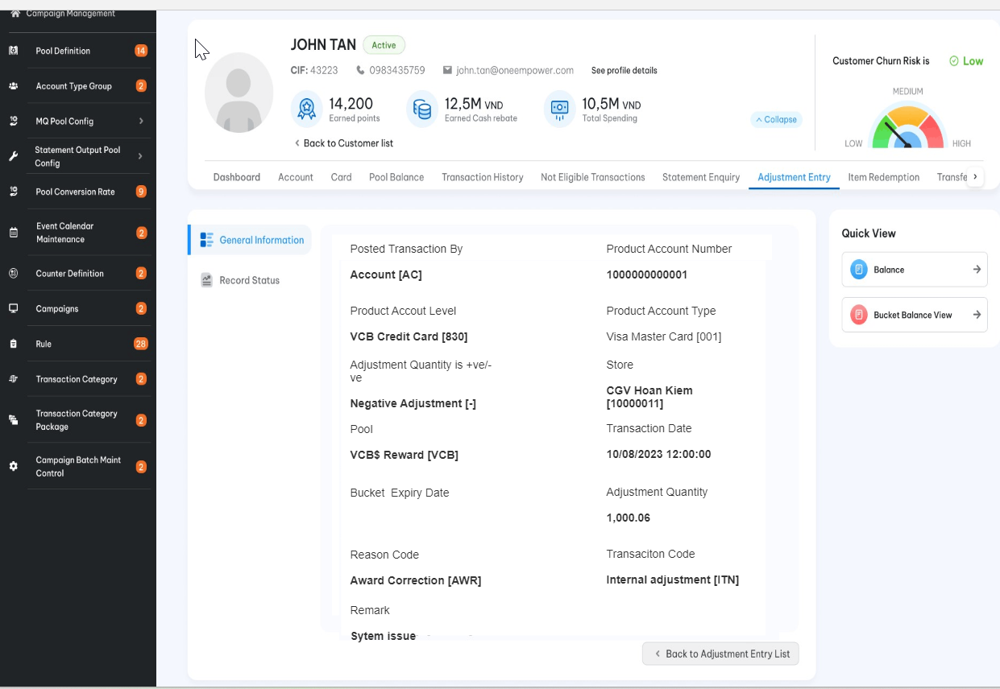 Campaign Management
Pool Definition 14
Account Type Group 2
MQ Pool Config
Statement Output Pool
Config
Pool Conversion Rate 9
Event Calendar
Maintenance 2
Counter Definition 2
Campaigns 2
Rule 28
Transaction Category 2
Transaction Category
Package 2
Campaign Batch Maint
Control 2
JOHN TAN Active
CIF: 43223 0983435759 john.tan@oneempower.com See profile details
14,200
Earned points
12,5M VND
Earned Cash rebate
10,5M VND
Total Spending
Collapse
Back to Customer list
Customer Churn Risk is Low
MEDIUM
LOW HIGH
Dashboard Account Card Pool Balance Transaction History Not Eligible Transactions Statement Enquiry Adjustment Entry Item Redemption Transfe
General Information
Record Status
Posted Transaction By Product Account Number
Account [AC] 1000000000001
Product Accout Level Product Account Type
VCB Credit Card [830] Visa Master Card [001]
Adjustment Quantity is +ve/-
ve
Store
Negative Adjustment [-]
CGV Hoan Kiem
[10000011]
Pool Transaction Date
VCB$ Reward [VCB] 10/08/2023 12:00:00
Bucket Expiry Date Adjustment Quantity
1,000.06
Reason Code Transaciton Code
Award Correction [AWR] Internal adjustment [ITN]
Remark
Sytem issue
Back to Adjustment Entry List
Quick View
Balance
Bucket Balance View